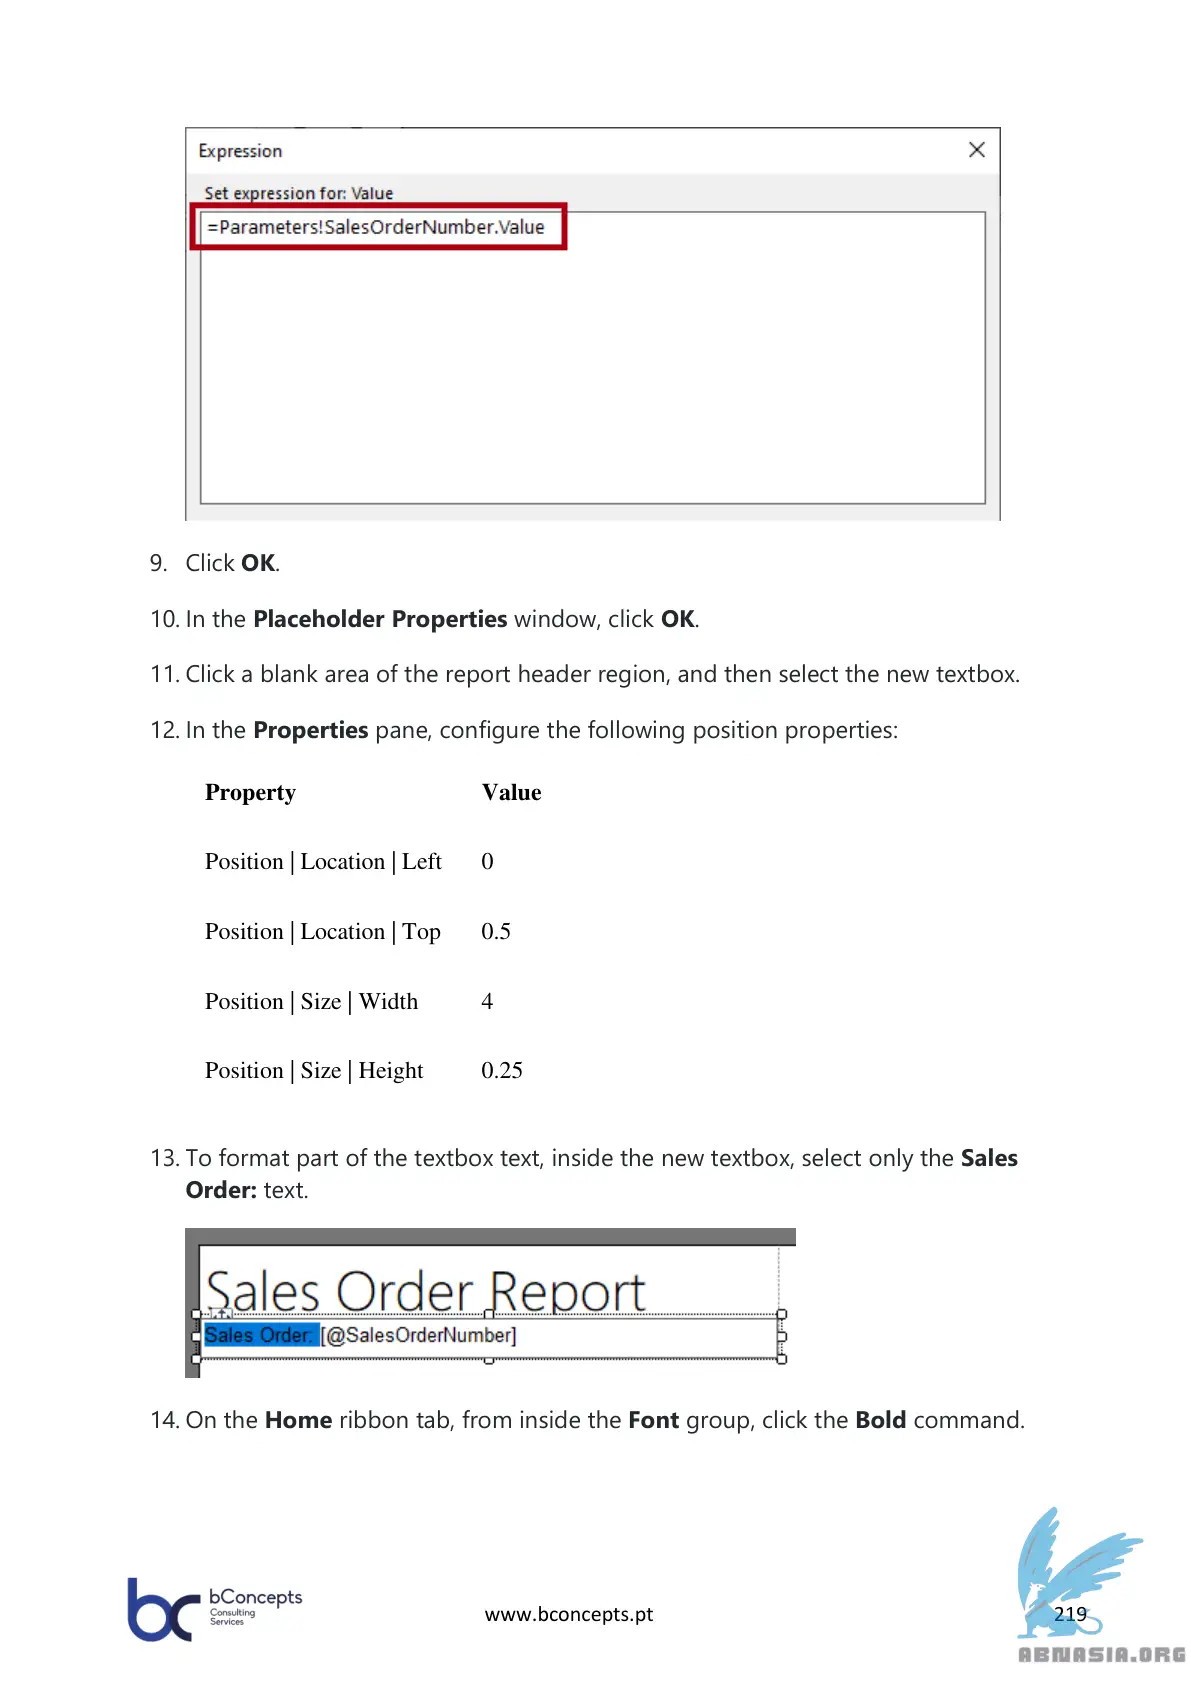 Expression
Set expression for: Value
=Parameters!SalesOrderNumber.Value
9. Click OK.
10. In the Placeholder Properties window, click OK.
11. Click a blank area of the report header region, and then select the new textbox.
12. In the Properties pane, configure the following position properties:
Property Value
Position | Location | Left 0
Position | Location | Top 0.5
Position | Size | Width 4
Position | Size | Height 0.25
13. To format part of the textbox text, inside the new textbox, select only the Sales
Order: text.
Sales Order Report
Sales Order: [@SalesOrderNumber]
14. On the Home ribbon tab, from inside the Font group, click the Bold command.
bc bConcepts
Consulting
Services
www.bconcepts.pt
219
ABNASIA.ORG